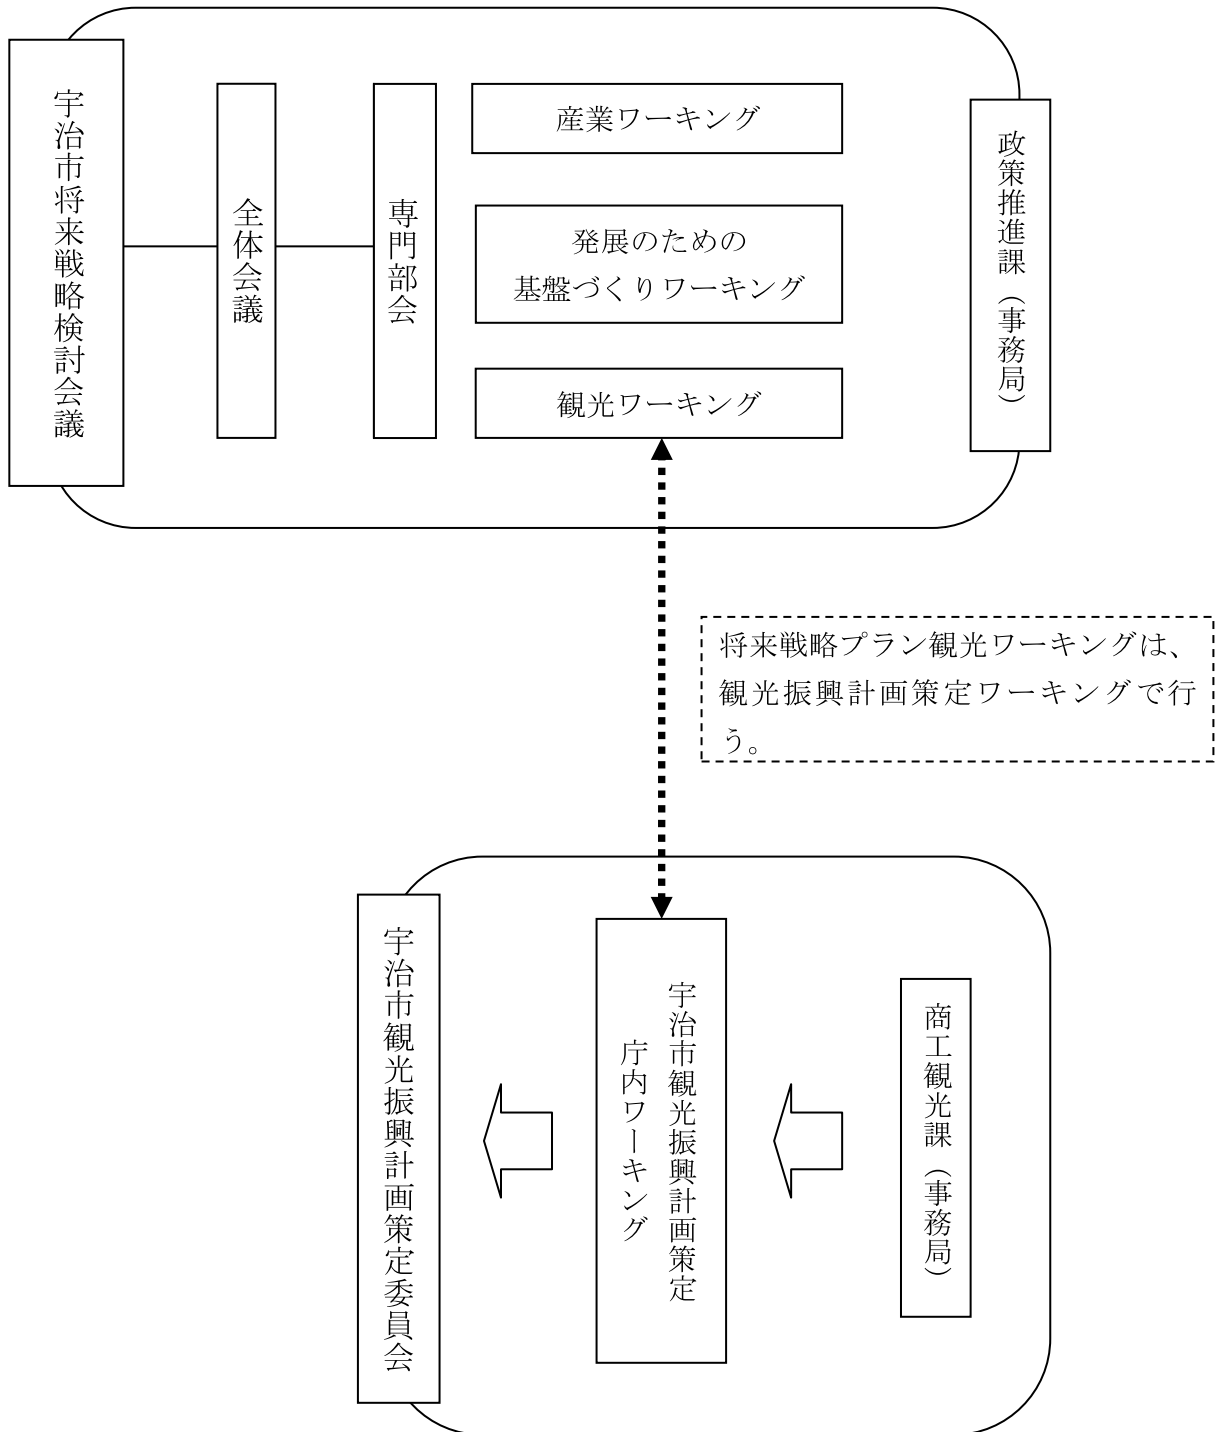 宇治市将来戦略検討会議
全体会議
専門部会
産業ワーキング
発展のための
基盤づくりワーキング
観光ワーキング
政策推進課（事務局）
将来戦略プラン観光ワーキングは、
観光振興計画策定ワーキングで行
う。
宇治市観光振興計画策定委員会
宇治市観光振興計画策定
庁内ワーキング
商工観光課（事務局）